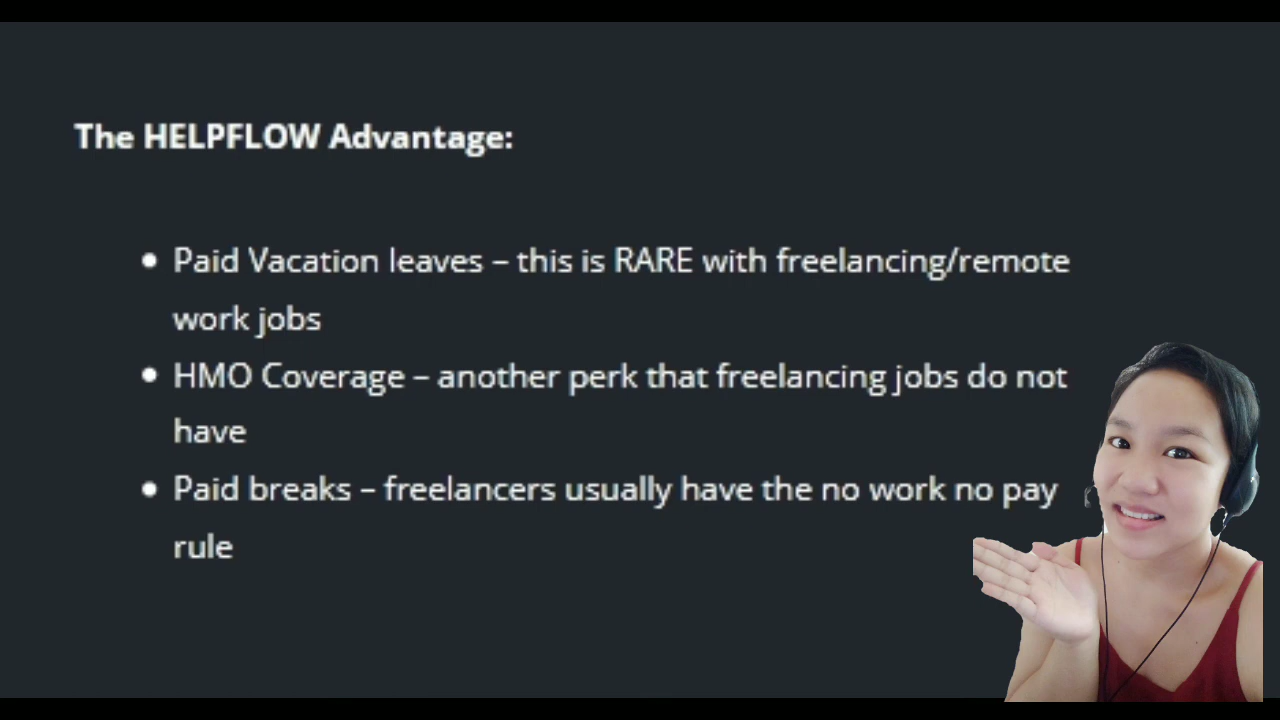 The HELPFLOW Advantage:
• Paid Vacation leaves – this is RARE with freelancing/remote
work jobs
• HMO Coverage – another perk that freelancing jobs do not
have
• Paid breaks – freelancers usually have the no work no pay
rule